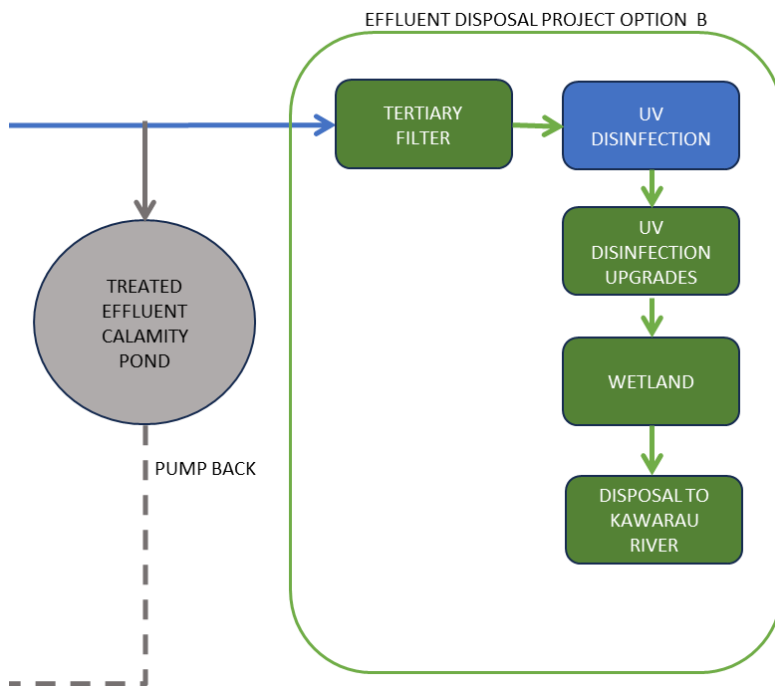 EFFLUENT DISPOSAL PROJECT OPTION B
TERTIARY
FILTER
UV
DISINFECTION
UV
DISINFECTION
UPGRADES
TREATED
EFFLUENT
CALAMITY
POND
WETLAND
PUMP BACK
DISPOSAL TO
KAWARAU
RIVER